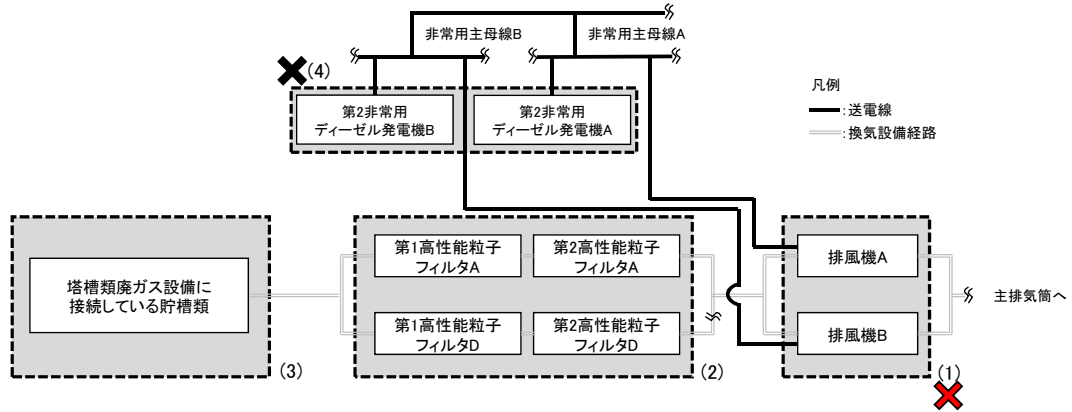 非常用主母線B
非常用主母線A
(4)
第2非常用
ディーゼル発電機B
第2非常用
ディーゼル発電機A
凡例
:送電線
:換気設備経路
塔槽類廃ガス設備に
接続している貯槽類
(3)
第1高性能粒子
フィルタA
第2高性能粒子
フィルタA
第1高性能粒子
フィルタD
第2高性能粒子
フィルタD
(2)
排風機A
排風機B
(1)
主排気筒へ